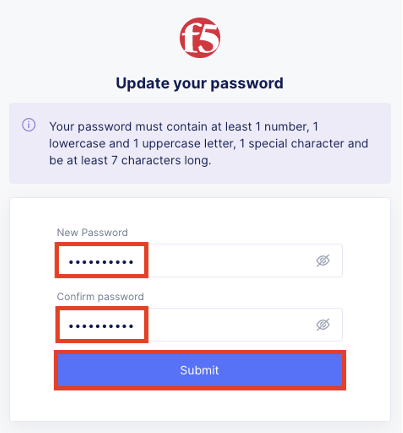 f5
Update your password
Your password must contain at least 1 number, 1
lowercase and 1 uppercase letter, 1 special character and
be at least 7 characters long.
New Password
••••••••••
Confirm password
••••••••••
Submit